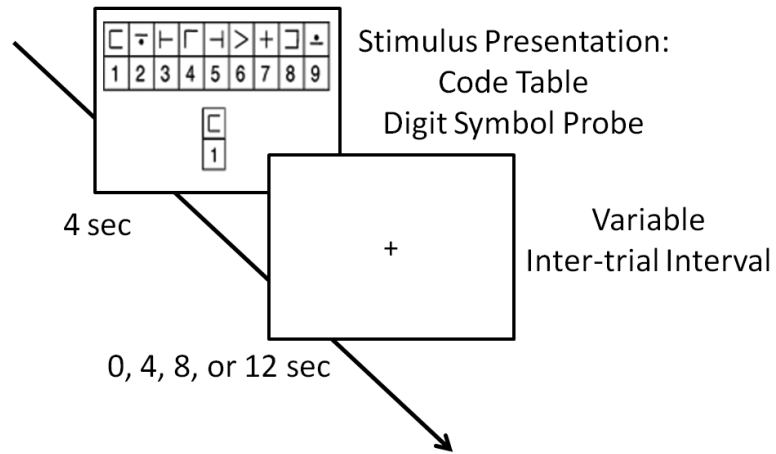 1 2 3 4 5 6 7 8 9
1
Stimulus Presentation:
Code Table
Digit Symbol Probe
4 sec
+
Variable
Inter-trial Interval
0, 4, 8, or 12 sec